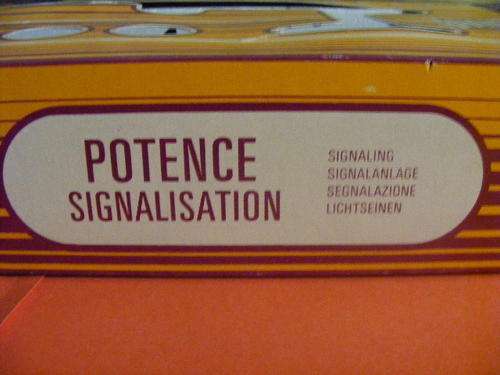 POTENCE
SIGNALISATION
SIGNALING
SIGNALANLAGE
SEGNALAZIONE
LICHTSEINEN